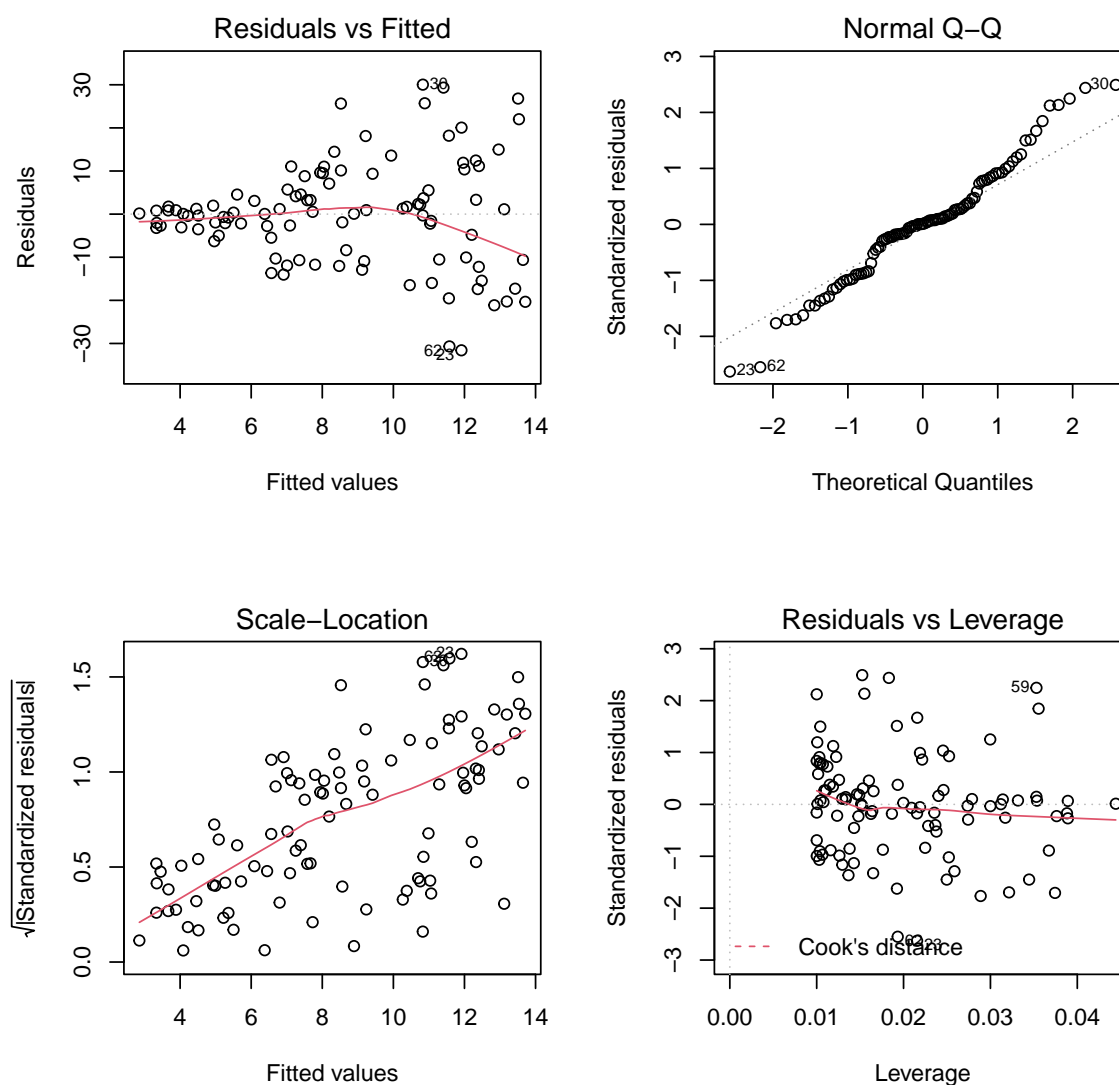 Residuals vs Fitted
Residuals
30
10
−10
−30
30
62
23
4 6 8 10 12 14
Fitted values
Normal Q−Q
Standardized residuals
3
2
1
0
−1
−2
30
23
62
−2 −1 0 1 2
Theoretical Quantiles
Scale−Location
√|Standardized residuals|
1.5
1.0
0.5
0.0
23
4 6 8 10 12 14
Fitted values
Residuals vs Leverage
Standardized residuals
3
2
1
0
−1
−2
−3
59
62
23
Cook's distance
0.00 0.01 0.02 0.03 0.04
Leverage